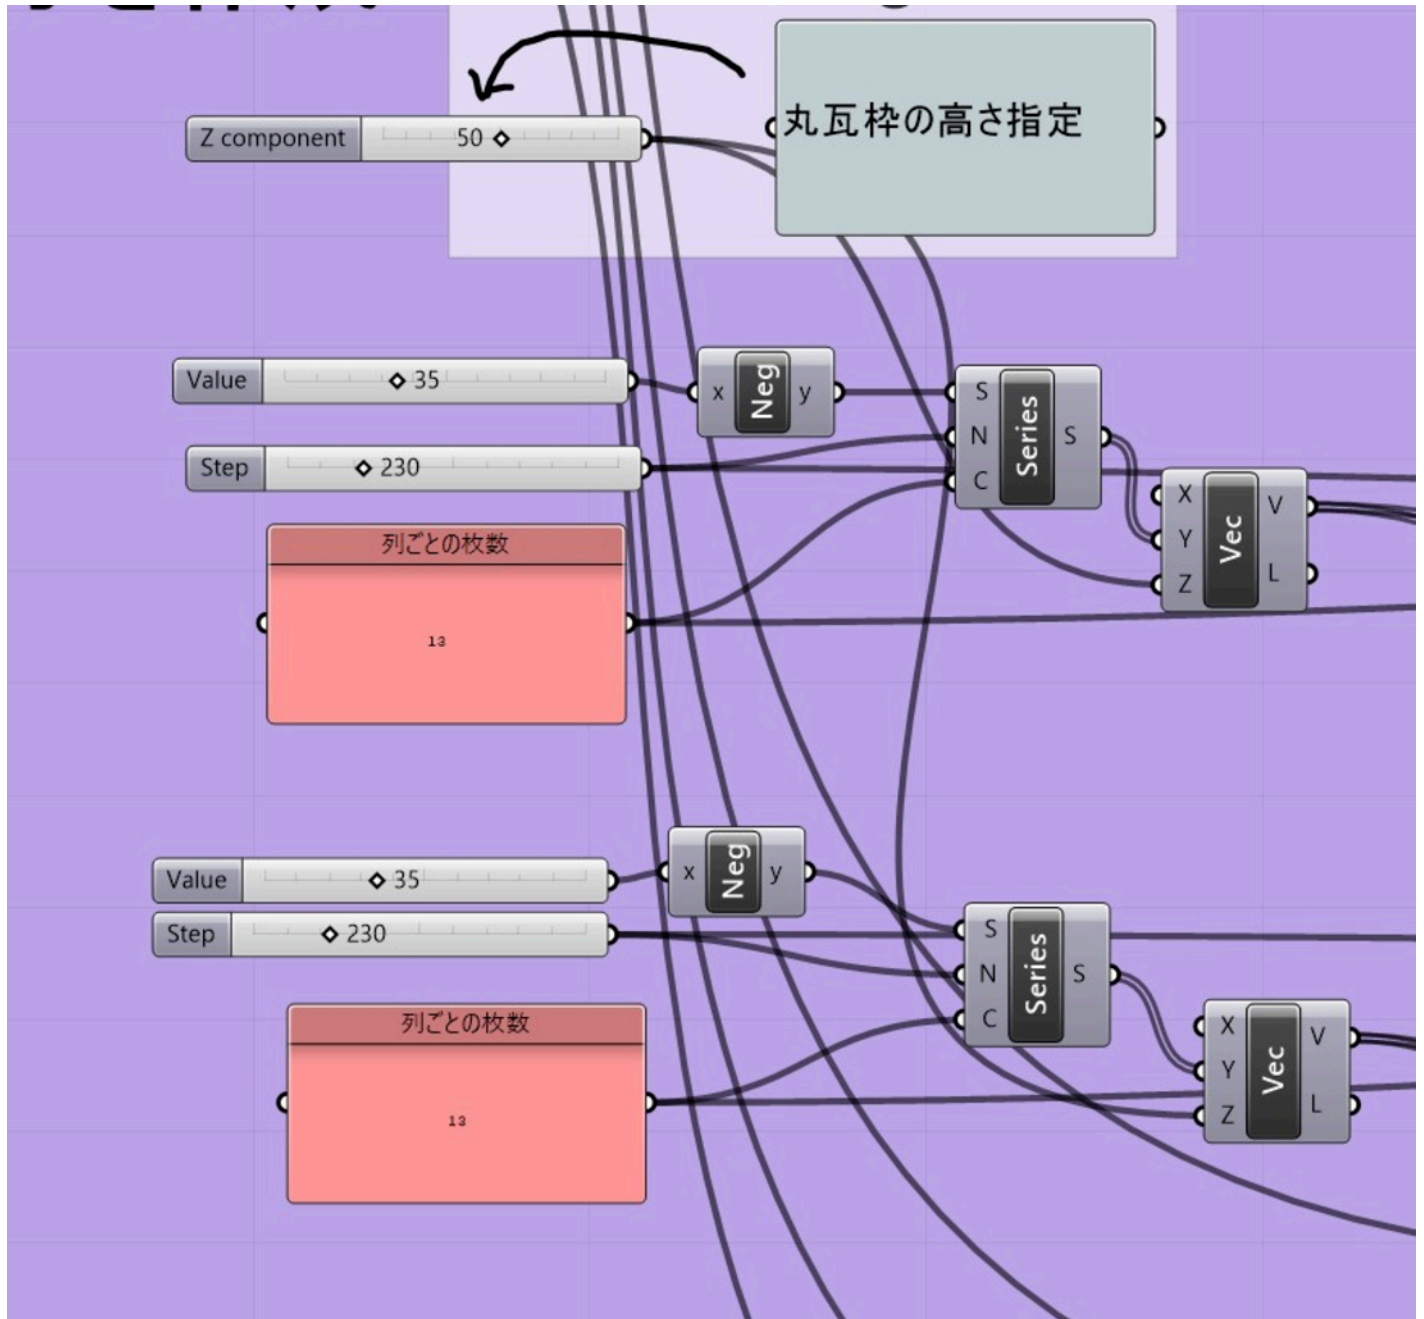 丸瓦枠の高さ指定
Z component 50
Value 35
x Neg y
S N C Series S
Step 230
X Y Z Vec V L
列ごとの枚数
13
Value 35
x Neg y
Step 230
S N C Series S
列ごとの枚数
13
X Y Z Vec V L